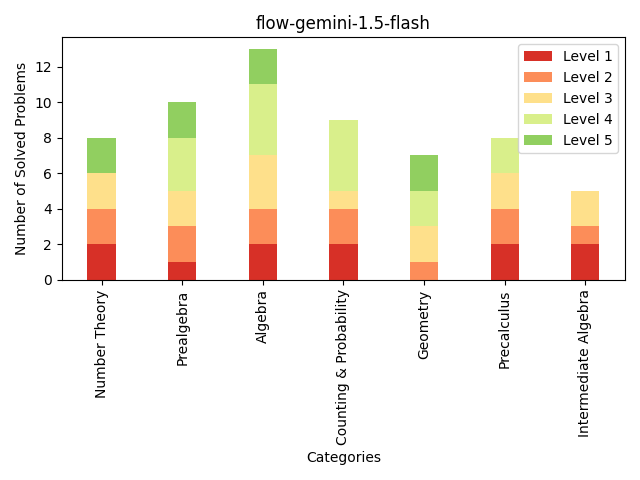 flow-gemini-1.5-flash
Number of Solved Problems
12
10
8
6
4
2
0
Level 1
Level 2
Level 3
Level 4
Level 5
Number Theory
Prealgebra
Algebra
Counting & Probability
Geometry
Precalculus
Intermediate Algebra
Categories